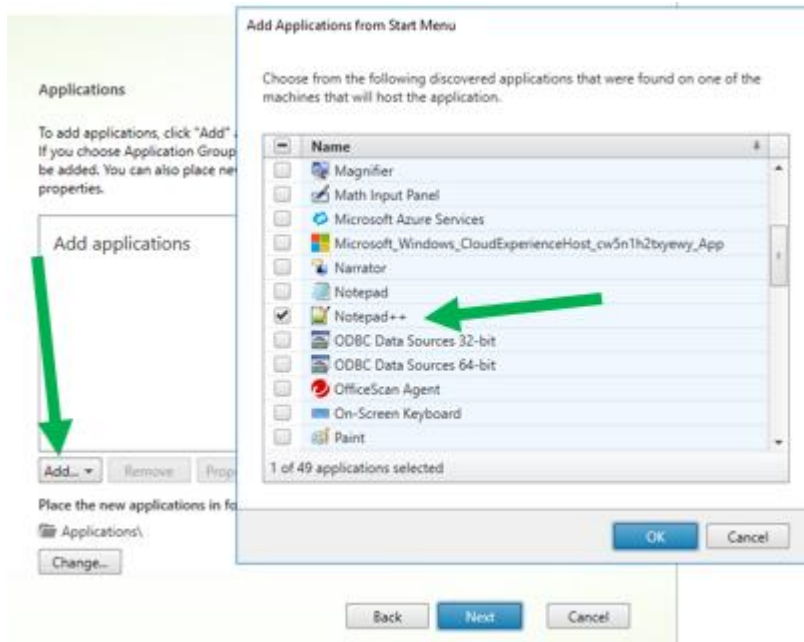 Add Applications from Start Menu
Choose from the following discovered applications that were found on one of the
machines that will host the application.
Name
Magnifier
Math Input Panel
Microsoft Azure Services
Microsoft_Windows_CloudExperienceHost_cw5n1h2txyewy_App
Narrator
Notepad
Notepad++
ODBC Data Sources 32-bit
ODBC Data Sources 64-bit
OfficeScan Agent
On-Screen Keyboard
Paint
1 of 49 applications selected
OK Cancel
Applications
To add applications, click "Add"
If you choose Application Group
be added. You can also place
properties.
Add applications
Add... Remove
Place the new applications in
Applications\
Change...
Back Next Cancel